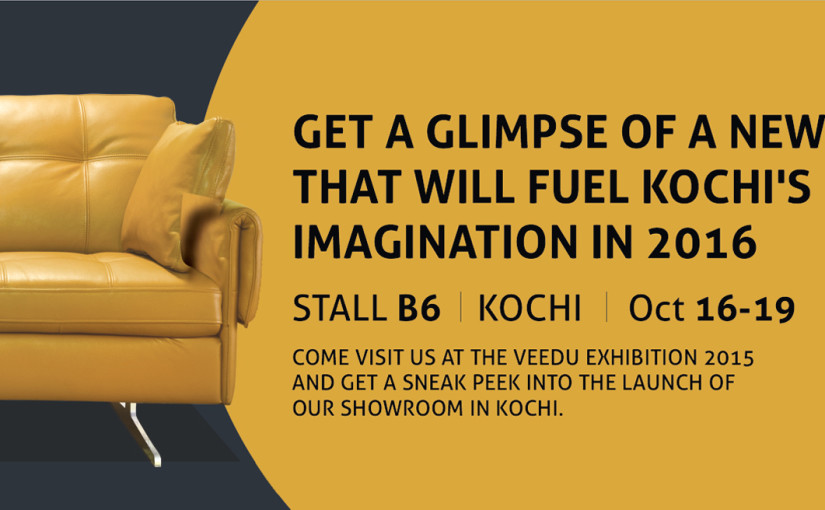 GET A GLIMPSE OF A NEW
THAT WILL FUEL KOCHI'S
IMAGINATION IN 2016
STALL B6 | KOCHI | Oct 16-19
COME VISIT US AT THE VEEDU EXHIBITION 2015
AND GET A SNEAK PEEK INTO THE LAUNCH OF
OUR SHOWROOM IN KOCHI.